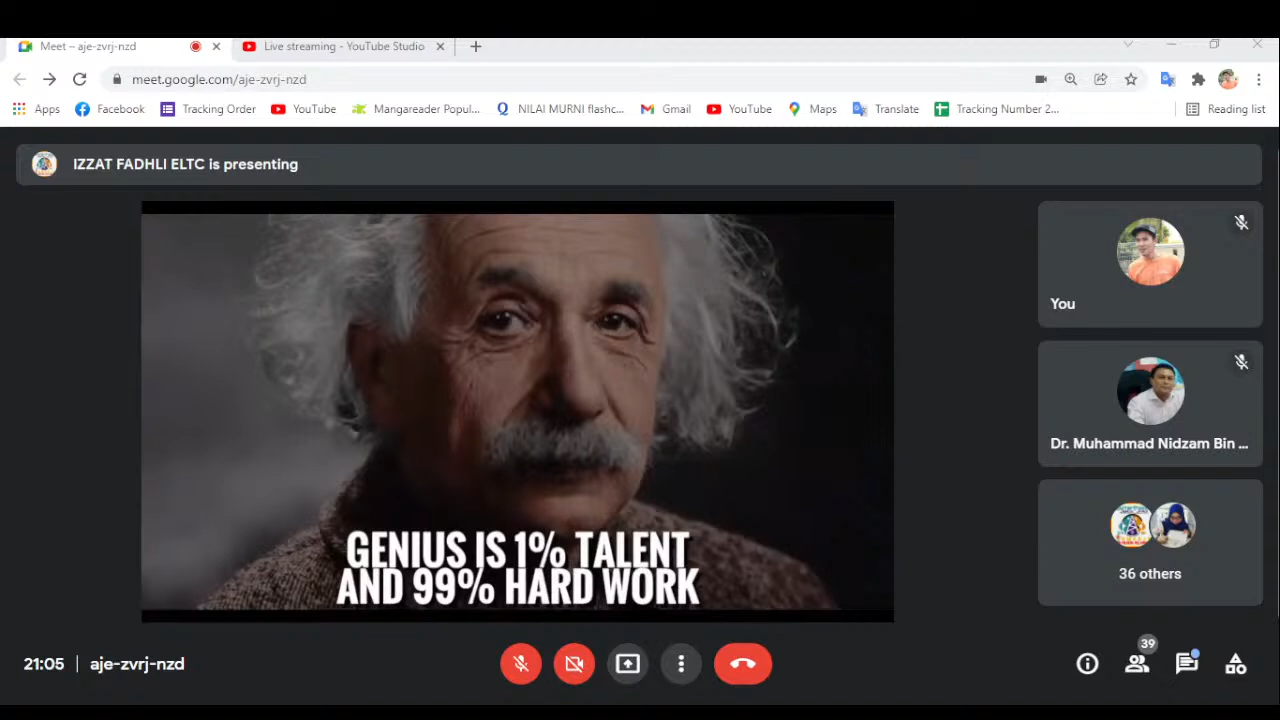 Meet – aje-zvrj-nzd
Live streaming - YouTube Studio
meet.google.com/aje-zvrj-nzd
Apps
Facebook
Tracking Order
YouTube
Mangareader Popul...
NILAI MURNI flashc...
Gmail
YouTube
Maps
Translate
Tracking Number 2...
Reading list
IZZAT FADHLI ELTC is presenting
You
Dr. Muhammad Nidzam Bin ...
36 others
GENIUS IS 1% TALENT
AND 99% HARD WORK
21:05 | aje-zvrj-nzd
39